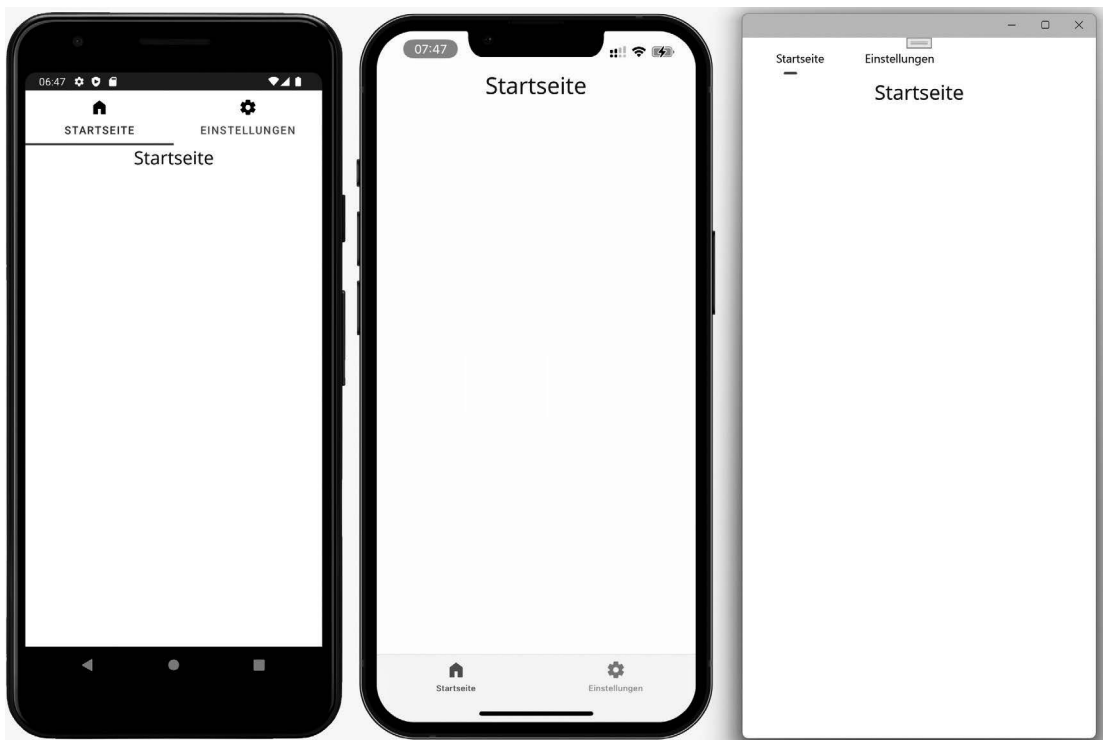 06:47
STARTSEITE
EINSTELLUNGEN
Startseite
07:47
Startseite
Startseite
Einstellungen
Startseite
Einstellungen
Startseite